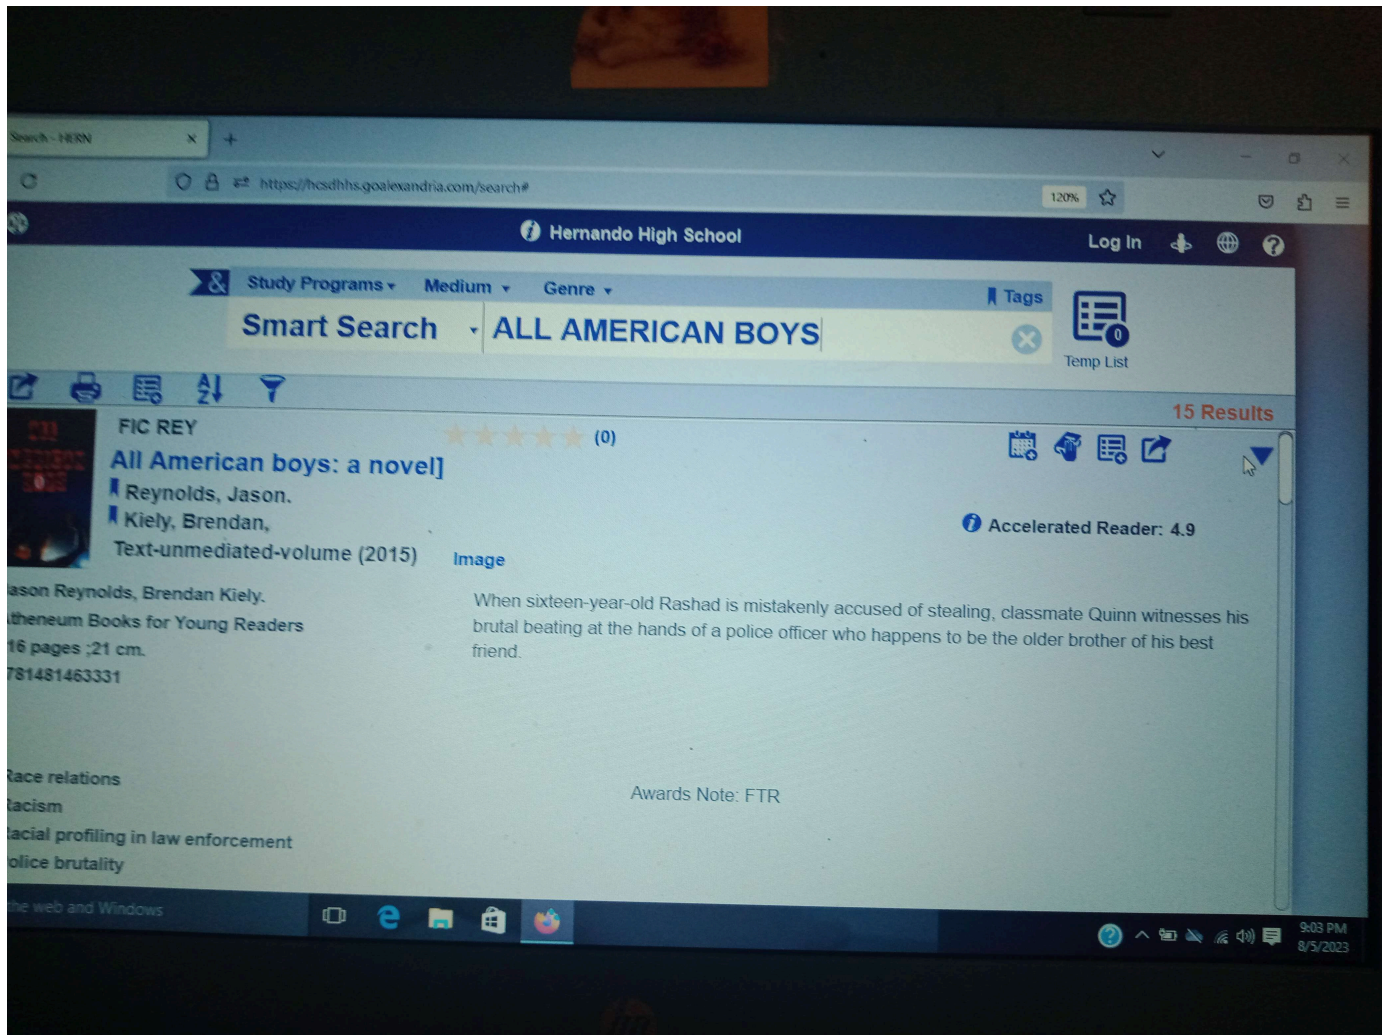 Search - HERN
https://hcsdhhs.goalexandria.com/search#
120%
Hernando High School
Log In
& Study Programs Medium Genre
Tags
Smart Search ALL AMERICAN BOYS
0
Temp List
15 Results
FIC REY
(0)
All American boys: a novel]
Reynolds, Jason.
Kiely, Brendan,
Text-unmediated-volume (2015)
Image
Accelerated Reader: 4.9
ason Reynolds, Brendan Kiely.
theneum Books for Young Readers
16 pages ;21 cm.
781481463331
When sixteen-year-old Rashad is mistakenly accused of stealing, classmate Quinn witnesses his
brutal beating at the hands of a police officer who happens to be the older brother of his best
friend.
Race relations
Racism
acial profiling in law enforcement
olice brutality
Awards Note: FTR
the web and Windows
9:03 PM
8/5/2023